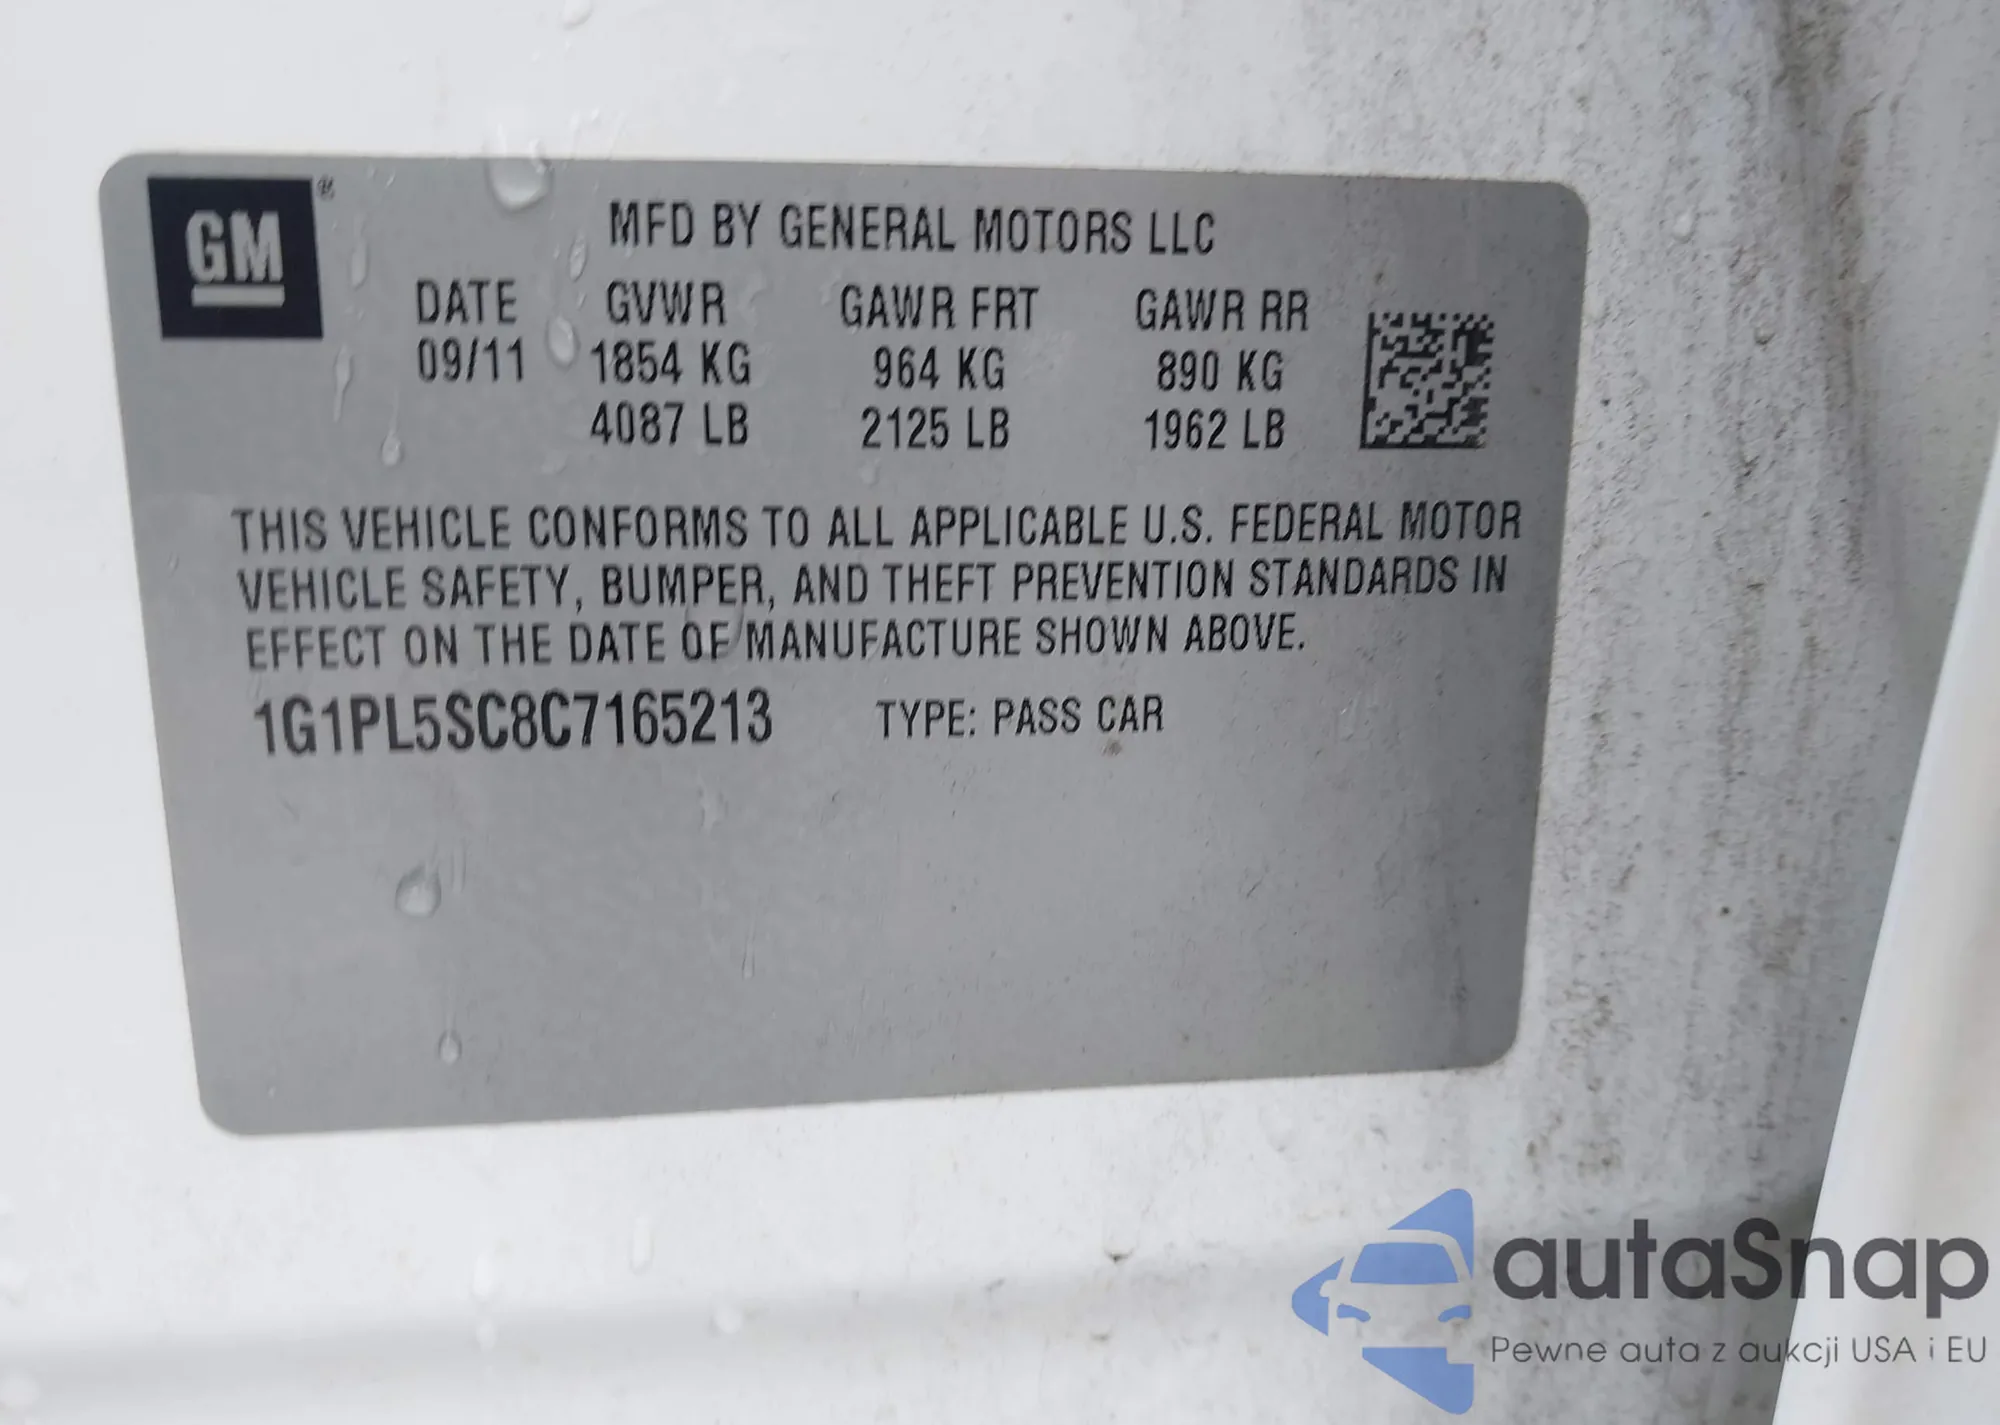 GM®
MFD BY GENERAL MOTORS LLC
DATE GVWR GAWR FRT GAWR RR
09/11 1854 KG 964 KG 890 KG
4087 LB 2125 LB 1962 LB
THIS VEHICLE CONFORMS TO ALL APPLICABLE U.S. FEDERAL MOTOR
VEHICLE SAFETY, BUMPER, AND THEFT PREVENTION STANDARDS IN
EFFECT ON THE DATE OF MANUFACTURE SHOWN ABOVE.
1G1PL5SC8C7165213 TYPE: PASS CAR
autaSnap
Pewne auta z aukcji USA i EU